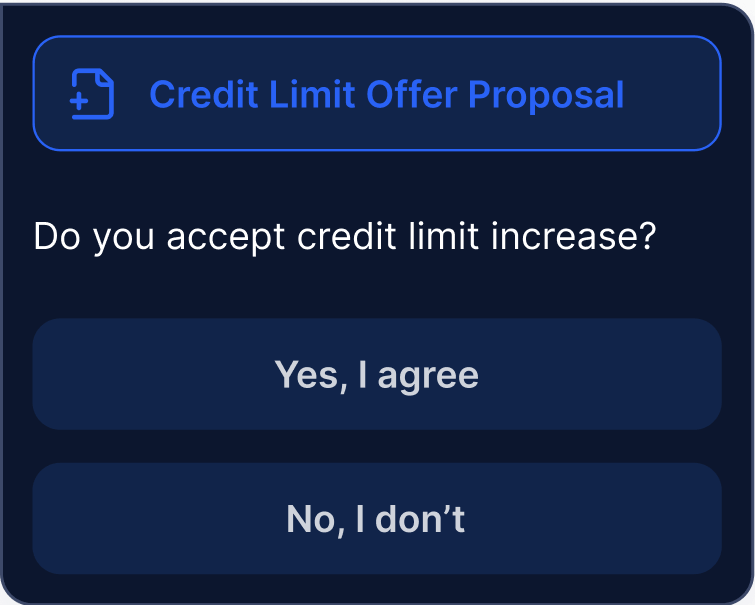 Credit Limit Offer Proposal
Do you accept credit limit increase?
Yes, I agree
No, I don’t